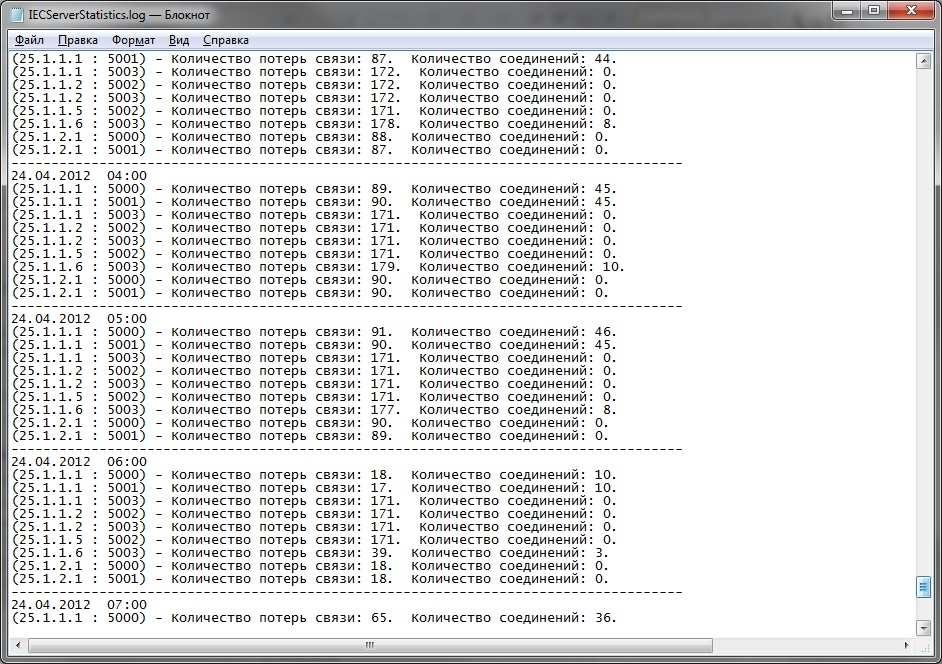 IECServerStatistics.log — Блокнот
Файл Правка Формат Вид Справка
(25.1.1.1 : 5001) - Количество потерь связи: 87.  Количество соединений: 44.
(25.1.1.1 : 5003) - Количество потерь связи: 172.  Количество соединений: 0.
(25.1.1.2 : 5002) - Количество потерь связи: 172.  Количество соединений: 0.
(25.1.1.2 : 5003) - Количество потерь связи: 172.  Количество соединений: 0.
(25.1.1.5 : 5002) - Количество потерь связи: 171.  Количество соединений: 0.
(25.1.1.6 : 5003) - Количество потерь связи: 178.  Количество соединений: 8.
(25.1.2.1 : 5000) - Количество потерь связи: 88.  Количество соединений: 0.
(25.1.2.1 : 5001) - Количество потерь связи: 87.  Количество соединений: 0.
------------------------------------------------------------------------------------
24.04.2012  04:00
(25.1.1.1 : 5000) - Количество потерь связи: 89.  Количество соединений: 45.
(25.1.1.1 : 5001) - Количество потерь связи: 90.  Количество соединений: 45.
(25.1.1.1 : 5003) - Количество потерь связи: 171.  Количество соединений: 0.
(25.1.1.2 : 5002) - Количество потерь связи: 171.  Количество соединений: 0.
(25.1.1.2 : 5003) - Количество потерь связи: 171.  Количество соединений: 0.
(25.1.1.5 : 5002) - Количество потерь связи: 171.  Количество соединений: 0.
(25.1.1.6 : 5003) - Количество потерь связи: 179.  Количество соединений: 10.
(25.1.2.1 : 5000) - Количество потерь связи: 90.  Количество соединений: 0.
(25.1.2.1 : 5001) - Количество потерь связи: 90.  Количество соединений: 0.
------------------------------------------------------------------------------------
24.04.2012  05:00
(25.1.1.1 : 5000) - Количество потерь связи: 91.  Количество соединений: 46.
(25.1.1.1 : 5001) - Количество потерь связи: 90.  Количество соединений: 45.
(25.1.1.1 : 5003) - Количество потерь связи: 171.  Количество соединений: 0.
(25.1.1.2 : 5002) - Количество потерь связи: 171.  Количество соединений: 0.
(25.1.1.2 : 5003) - Количество потерь связи: 171.  Количество соединений: 0.
(25.1.1.5 : 5002) - Количество потерь связи: 171.  Количество соединений: 0.
(25.1.1.6 : 5003) - Количество потерь связи: 177.  Количество соединений: 8.
(25.1.2.1 : 5000) - Количество потерь связи: 90.  Количество соединений: 0.
(25.1.2.1 : 5001) - Количество потерь связи: 89.  Количество соединений: 0.
------------------------------------------------------------------------------------
24.04.2012  06:00
(25.1.1.1 : 5000) - Количество потерь связи: 18.  Количество соединений: 10.
(25.1.1.1 : 5001) - Количество потерь связи: 17.  Количество соединений: 10.
(25.1.1.1 : 5003) - Количество потерь связи: 171.  Количество соединений: 0.
(25.1.1.2 : 5002) - Количество потерь связи: 171.  Количество соединений: 0.
(25.1.1.2 : 5003) - Количество потерь связи: 171.  Количество соединений: 0.
(25.1.1.5 : 5002) - Количество потерь связи: 171.  Количество соединений: 0.
(25.1.1.6 : 5003) - Количество потерь связи: 39.  Количество соединений: 3.
(25.1.2.1 : 5000) - Количество потерь связи: 18.  Количество соединений: 0.
(25.1.2.1 : 5001) - Количество потерь связи: 18.  Количество соединений: 0.
------------------------------------------------------------------------------------
24.04.2012  07:00
(25.1.1.1 : 5000) - Количество потерь связи: 65.  Количество соединений: 36.